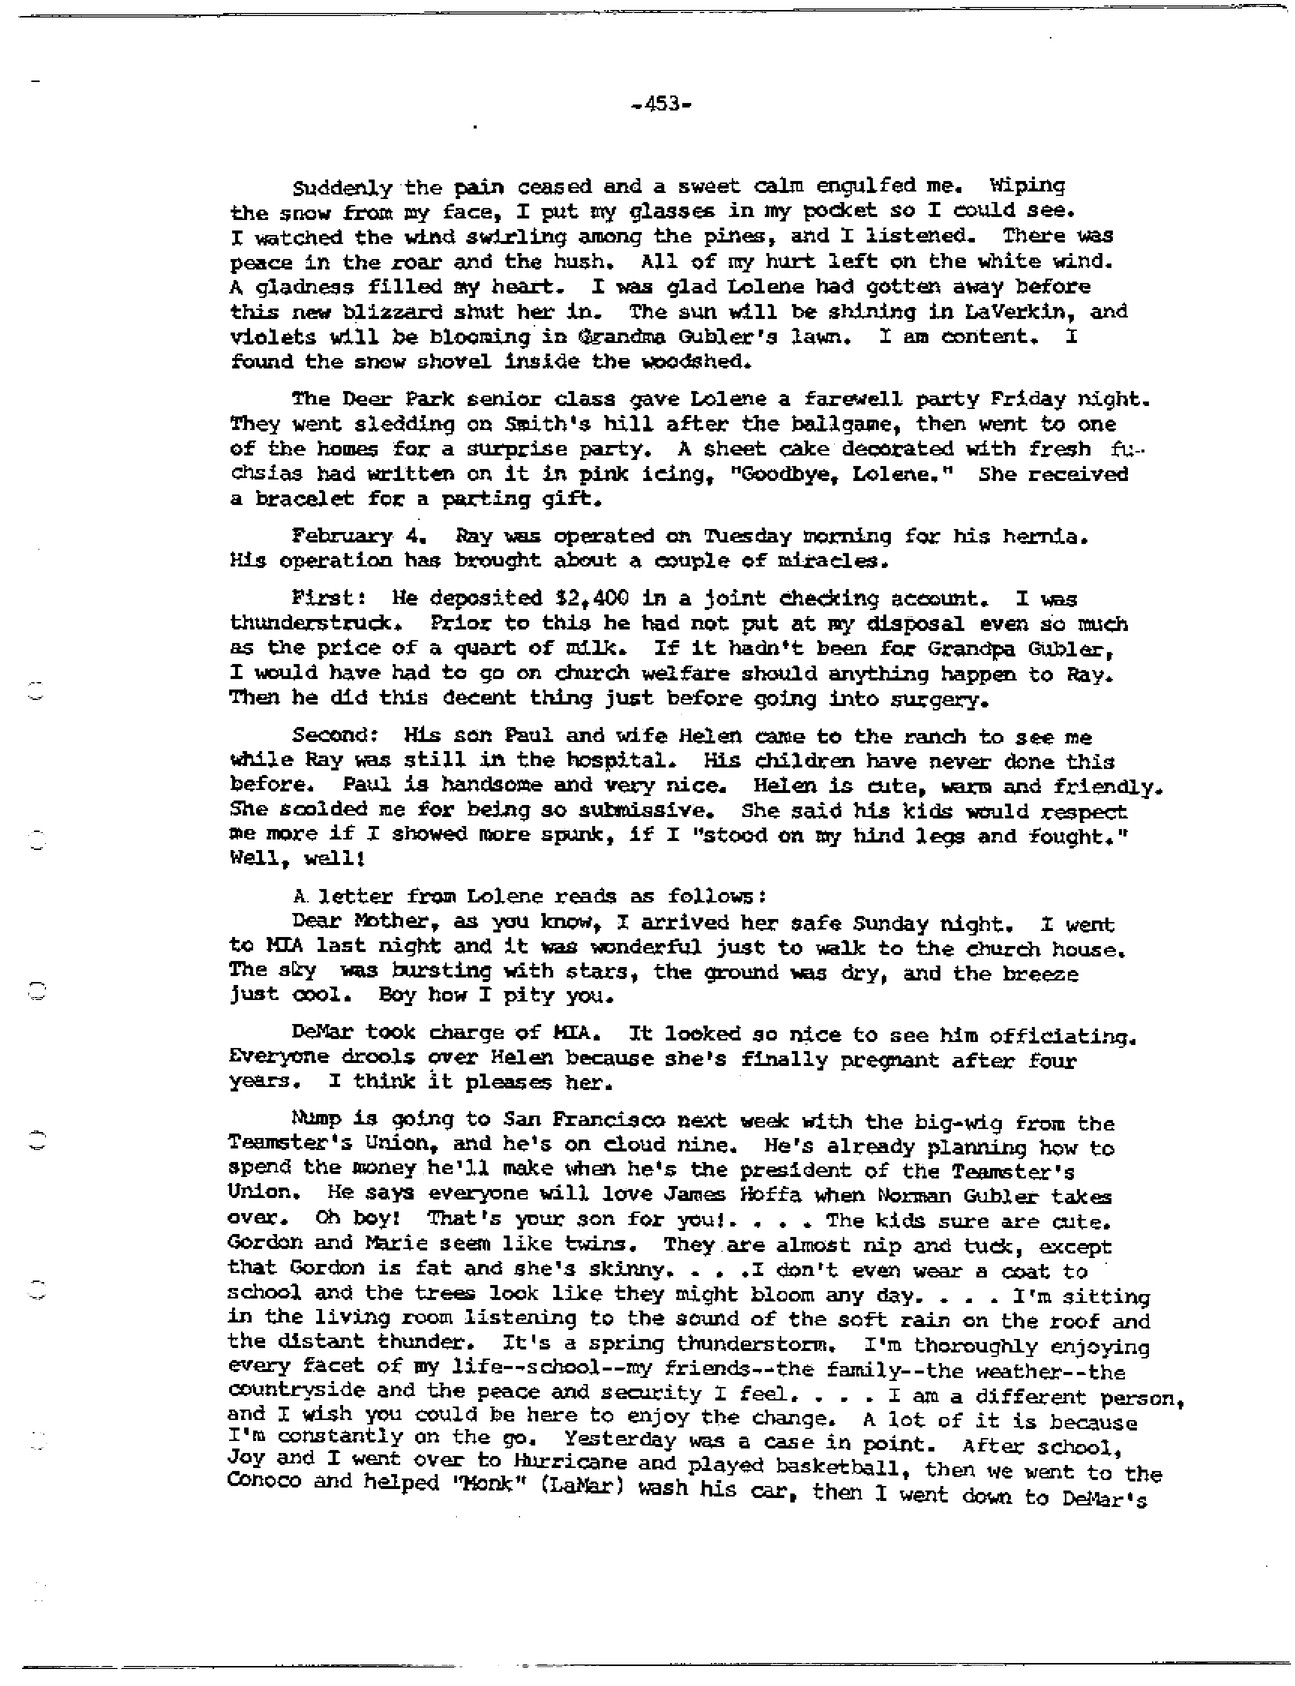 -453-
Suddenly the pain ceased and a sweet calm engulfed me. Wiping
the snow from my face, I put my glasses in my pocket so I could see.
I watched the wind swirling among the pines, and I listened. There was
peace in the roar and the hush. All of my hurt left on the white wind.
A gladness filled my heart. I was glad Lolene had gotten away before
this new blizzard shut her in. The sun will be shining in LaVerkin, and
violets will be blooming in Grandma Gubler's lawn. I am content. I
found the snow shovel inside the woodshed.
The Deer Park senior class gave Lolene a farewell party Friday night.
They went sledding on Smith's hill after the ballgame, then went to one
of the homes for a surprise party. A sheet cake decorated with fresh fu-
chsias had written on it in pink icing, "Goodbye, Lolene." She received
a bracelet for a parting gift.
February 4. Ray was operated on Tuesday morning for his hernia.
His operation has brought about a couple of miracles.
First: He deposited $2,400 in a joint checking account. I was
thunderstruck. Prior to this he had not put at my disposal even so much
as the price of a quart of milk. If it hadn't been for Grandpa Gubler,
I would have had to go on church welfare should anything happen to Ray.
Then he did this decent thing just before going into surgery.
Second: His son Paul and wife Helen came to the ranch to see me
while Ray was still in the hospital. His children have never done this
before. Paul is handsome and very nice. Helen is cute, warm and friendly.
She scolded me for being so submissive. She said his kids would respect
me more if I showed more spunk, if I "stood on my hind legs and fought."
Well, well!
A letter from Lolene reads as follows:
Dear Mother, as you know, I arrived her safe Sunday night. I went
to MIA last night and it was wonderful just to walk to the church house.
The sky was bursting with stars, the ground was dry, and the breeze
just cool. Boy how I pity you.
DeMar took charge of MIA. It looked so nice to see him officiating.
Everyone drools over Helen because she's finally pregnant after four
years. I think it pleases her.
Nump is going to San Francisco next week with the big-wig from the
Teamster's Union, and he's on cloud nine. He's already planning how to
spend the money he'll make when he's the president of the Teamster's
Union. He says everyone will love James Hoffa when Norman Gubler takes
over. Oh boy! That's your son for you!. . . . The kids sure are cute.
Gordon and Marie seem like twins. They are almost nip and tuck, except
that Gordon is fat and she's skinny. . . .I don't even wear a coat to
school and the trees look like they might bloom any day. . . . I'm sitting
in the living room listening to the sound of the soft rain on the roof and
the distant thunder. It's a spring thunderstorm. I'm thoroughly enjoying
every facet of my life--school--my friends--the family--the weather--the
countryside and the peace and security I feel. . . . I am a different person,
and I wish you could be here to enjoy the change. A lot of it is because
I'm constantly on the go. Yesterday was a case in point. After school,
Joy and I went over to Hurricane and played basketball, then we went to the
Conoco and helped "Monk" (LaMar) wash his car, then I went down to DeMar's